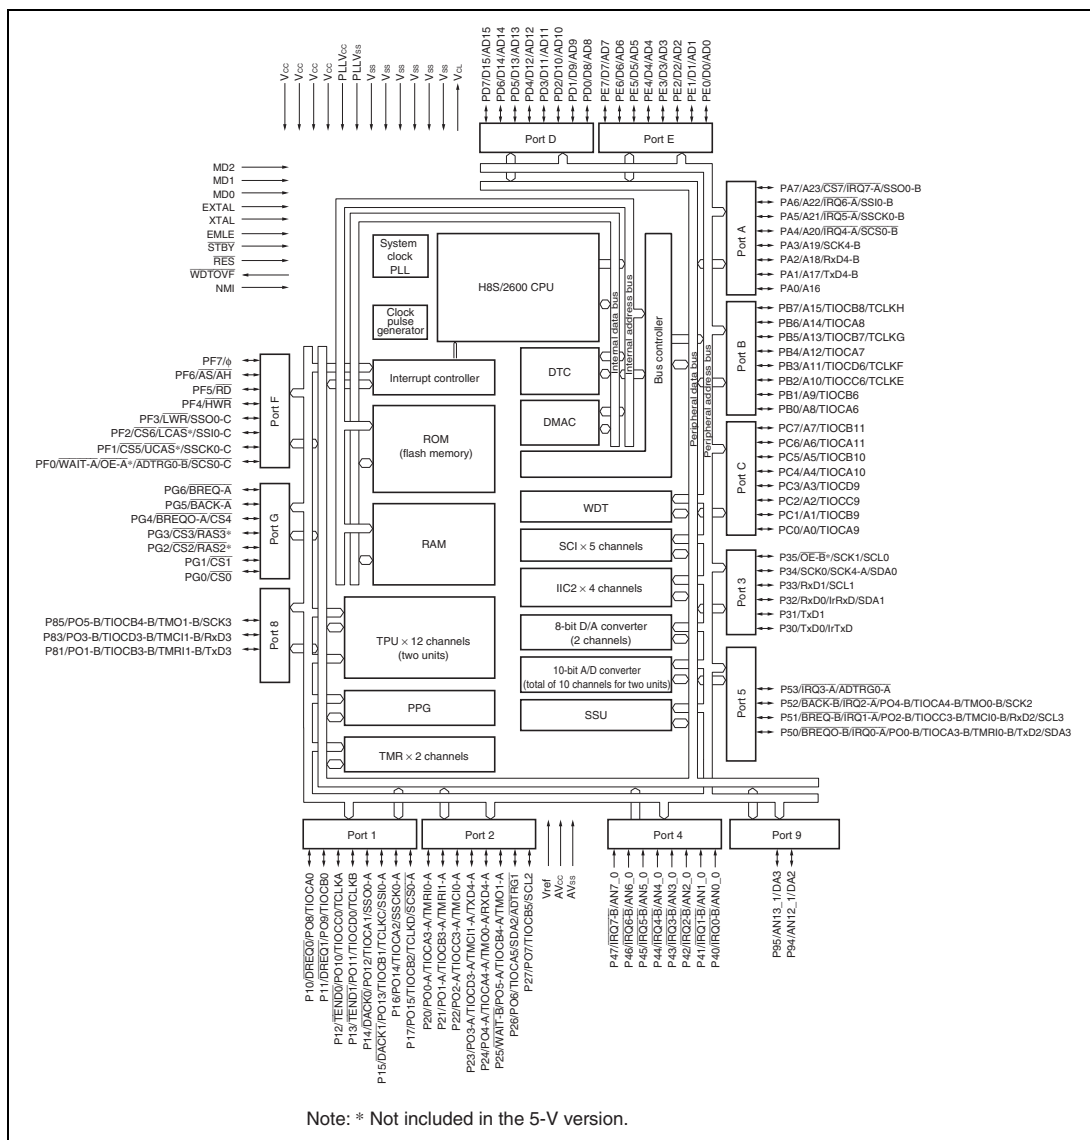 VCC
VCC
VCC
VCC
PLLVCC
PLLVSS
VSS
VSS
VSS
VSS
VSS
VSS
VCL
PD7/D15/AD15
PD6/D14/AD14
PD5/D13/AD13
PD4/D12/AD12
PD3/D11/AD11
PD2/D10/AD10
PD1/D9/AD9
PD0/D8/AD8
PE7/D7/AD7
PE6/D6/AD6
PE5/D5/AD5
PE4/D4/AD4
PE3/D3/AD3
PE2/D2/AD2
PE1/D1/AD1
PE0/D0/AD0
Port D
Port E
MD2
MD1
MD0
EXTAL
XTAL
EMLE
STBY
RES
WDTOVF
NMI
System
clock
PLL
Clock
pulse
generator
H8S/2600 CPU
Interrupt controller
ROM
(flash memory)
RAM
TPU × 12 channels
(two units)
PPG
TMR × 2 channels
DTC
DMAC
Internal data bus
Internal address bus
Bus controller
Peripheral data bus
Peripheral address bus
WDT
SCI × 5 channels
IIC2 × 4 channels
8-bit D/A converter
(2 channels)
10-bit A/D converter
(total of 10 channels for two units)
SSU
Port A
PA7/A23/CS7/IRQ7-A/SSO0-B
PA6/A22/IRQ6-A/SSI0-B
PA5/A21/IRQ5-A/SSCK0-B
PA4/A20/IRQ4-A/SCS0-B
PA3/A19/SCK4-B
PA2/A18/RxD4-B
PA1/A17/TxD4-B
PA0/A16
Port B
PB7/A15/TIOCB8/TCLKH
PB6/A14/TIOCA8
PB5/A13/TIOCB7/TCLKG
PB4/A12/TIOCA7
PB3/A11/TIOCD6/TCLKF
PB2/A10/TIOCC6/TCLKE
PB1/A9/TIOCB6
PB0/A8/TIOCA6
Port C
PC7/A7/TIOCB11
PC6/A6/TIOCA11
PC5/A5/TIOCB10
PC4/A4/TIOCA10
PC3/A3/TIOCD9
PC2/A2/TIOCC9
PC1/A1/TIOCB9
PC0/A0/TIOCA9
Port 3
P35/OE-B*/SCK1/SCL0
P34/SCK0/SCK4-A/SDA0
P33/RxD1/SCL1
P32/RxD0/IrRxD/SDA1
P31/TxD1
P30/TxD0/IrTxD
Port 5
P53/IRQ3-A/ADTRG0-A
P52/BACK-B/IRQ2-A/PO4-B/TIOCA4-B/TMO0-B/SCK2
P51/BREQ-B/IRQ1-A/PO2-B/TIOCC3-B/TMCI0-B/RxD2/SCL3
P50/BREQO-B/IRQ0-A/PO0-B/TIOCA3-B/TMRI0-B/TxD2/SDA3
PF7/ϕ
PF6/AS/AH
PF5/RD
PF4/HWR
PF3/LWR/SSO0-C
PF2/CS6/LCAS*/SSI0-C
PF1/CS5/UCAS*/SSCK0-C
PF0/WAIT-A/OE-A*/ADTRG0-B/SCS0-C
Port F
PG6/BREQ-A
PG5/BACK-A
PG4/BREQO-A/CS4
PG3/CS3/RAS3*
PG2/CS2/RAS2*
PG1/CS1
PG0/CS0
Port G
P85/PO5-B/TIOCB4-B/TMO1-B/SCK3
P83/PO3-B/TIOCD3-B/TMCI1-B/RxD3
P81/PO1-B/TIOCB3-B/TMRI1-B/TxD3
Port 8
Port 1
Port 2
Port 4
Port 9
P10/DREQ0/PO8/TIOCA0
P11/DREQ1/PO9/TIOCB0
P12/TEND0/PO10/TIOCC0/TCLKA
P13/TEND1/PO11/TIOCD0/TCLKB
P14/DACK0/PO12/TIOCA1/SSO0-A
P15/DACK1/PO13/TIOCB1/TCLKC/SSI0-A
P16/PO14/TIOCA2/SSCK0-A
P17/PO15/TIOCB2/TCLKD/SCS0-A
P20/PO0-A/TIOCA3-A/TMRI0-A
P21/PO1-A/TIOCB3-A/TMRI1-A
P22/PO2-A/TIOCC3-A/TMCI0-A
P23/PO3-A/TIOCD3-A/TMCI1-A/TXD4-A
P24/PO4-A/TIOCA4-A/TMO0-A/RXD4-A
P25/WAIT-B/PO5-A/TIOCB4-A/TMO1-A
P26/PO6/TIOCA5/SDA2/ADTRG1
P27/PO7/TIOCB5/SCL2
Vref
AVCC
AVSS
P47/IRQ7-B/AN7_0
P46/IRQ6-B/AN6_0
P45/IRQ5-B/AN5_0
P44/IRQ4-B/AN4_0
P43/IRQ3-B/AN3_0
P42/IRQ2-B/AN2_0
P41/IRQ1-B/AN1_0
P40/IRQ0-B/AN0_0
P95/AN13_1/DA3
P94/AN12_1/DA2
Note: * Not included in the 5-V version.